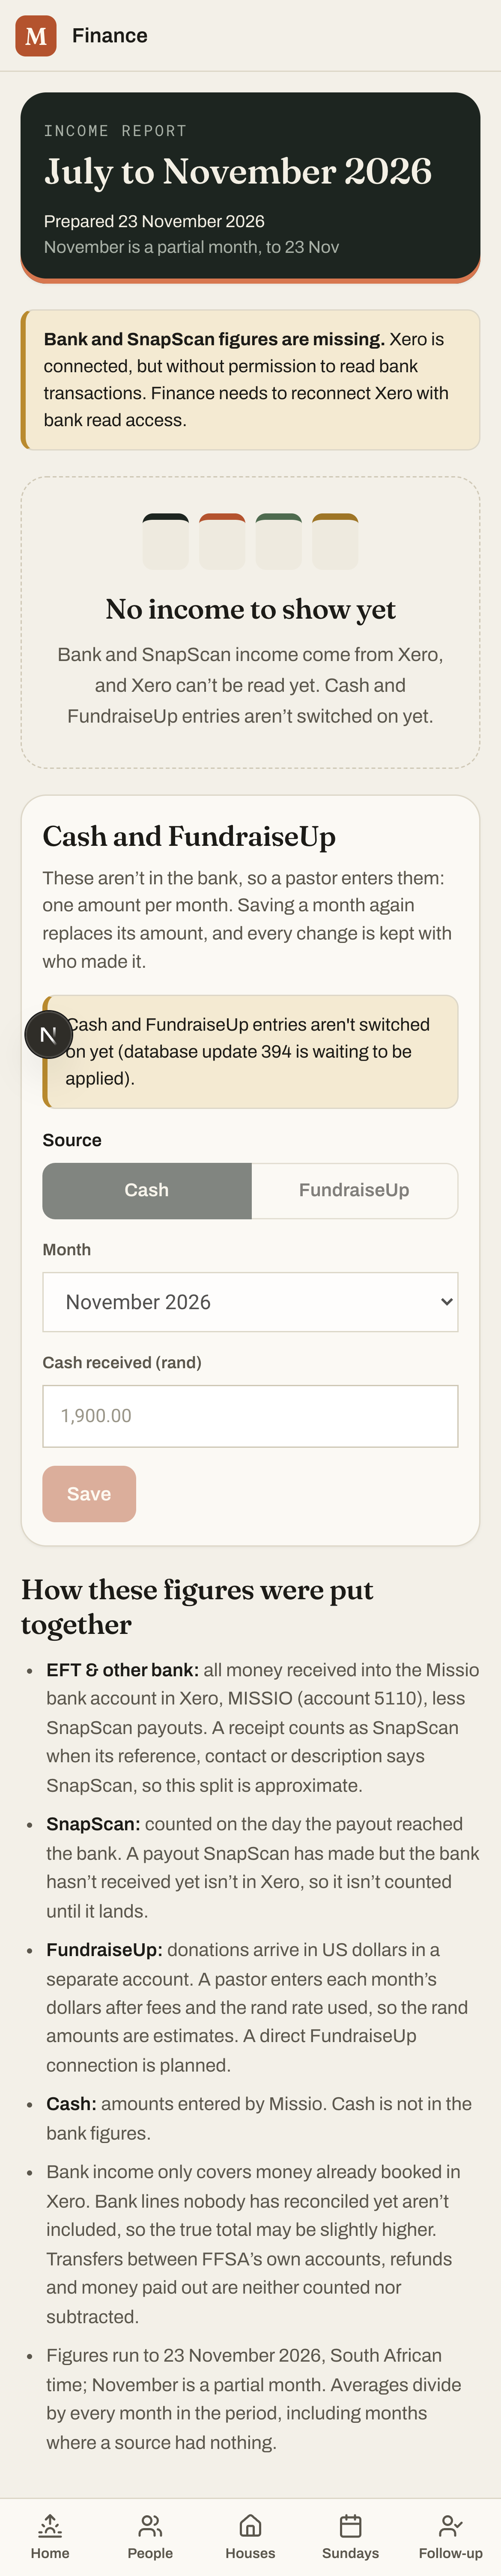 M Finance
INCOME REPORT
July to November 2026
Prepared 23 November 2026
November is a partial month, to 23 Nov
Bank and SnapScan figures are missing. Xero is
connected, but without permission to read bank
transactions. Finance needs to reconnect Xero with
bank read access.
No income to show yet
Bank and SnapScan income come from Xero,
and Xero can’t be read yet. Cash and
FundraiseUp entries aren’t switched on yet.
Cash and FundraiseUp
These aren’t in the bank, so a pastor enters them:
one amount per month. Saving a month again
replaces its amount, and every change is kept with
who made it.
N
Cash and FundraiseUp entries aren't switched
on yet (database update 394 is waiting to be
applied).
Source
Cash FundraiseUp
Month
November 2026
Cash received (rand)
1,900.00
Save
How these figures were put
together
• EFT & other bank: all money received into the Missio
bank account in Xero, MISSIO (account 5110), less
SnapScan payouts. A receipt counts as SnapScan
when its reference, contact or description says
SnapScan, so this split is approximate.
• SnapScan: counted on the day the payout reached
the bank. A payout SnapScan has made but the bank
hasn’t received yet isn’t in Xero, so it isn’t counted
until it lands.
• FundraiseUp: donations arrive in US dollars in a
separate account. A pastor enters each month’s
dollars after fees and the rand rate used, so the rand
amounts are estimates. A direct FundraiseUp
connection is planned.
• Cash: amounts entered by Missio. Cash is not in the
bank figures.
• Bank income only covers money already booked in
Xero. Bank lines nobody has reconciled yet aren’t
included, so the true total may be slightly higher.
Transfers between FFSA’s own accounts, refunds
and money paid out are neither counted nor
subtracted.
• Figures run to 23 November 2026, South African
time; November is a partial month. Averages divide
by every month in the period, including months
where a source had nothing.
Home People Houses Sundays Follow-up